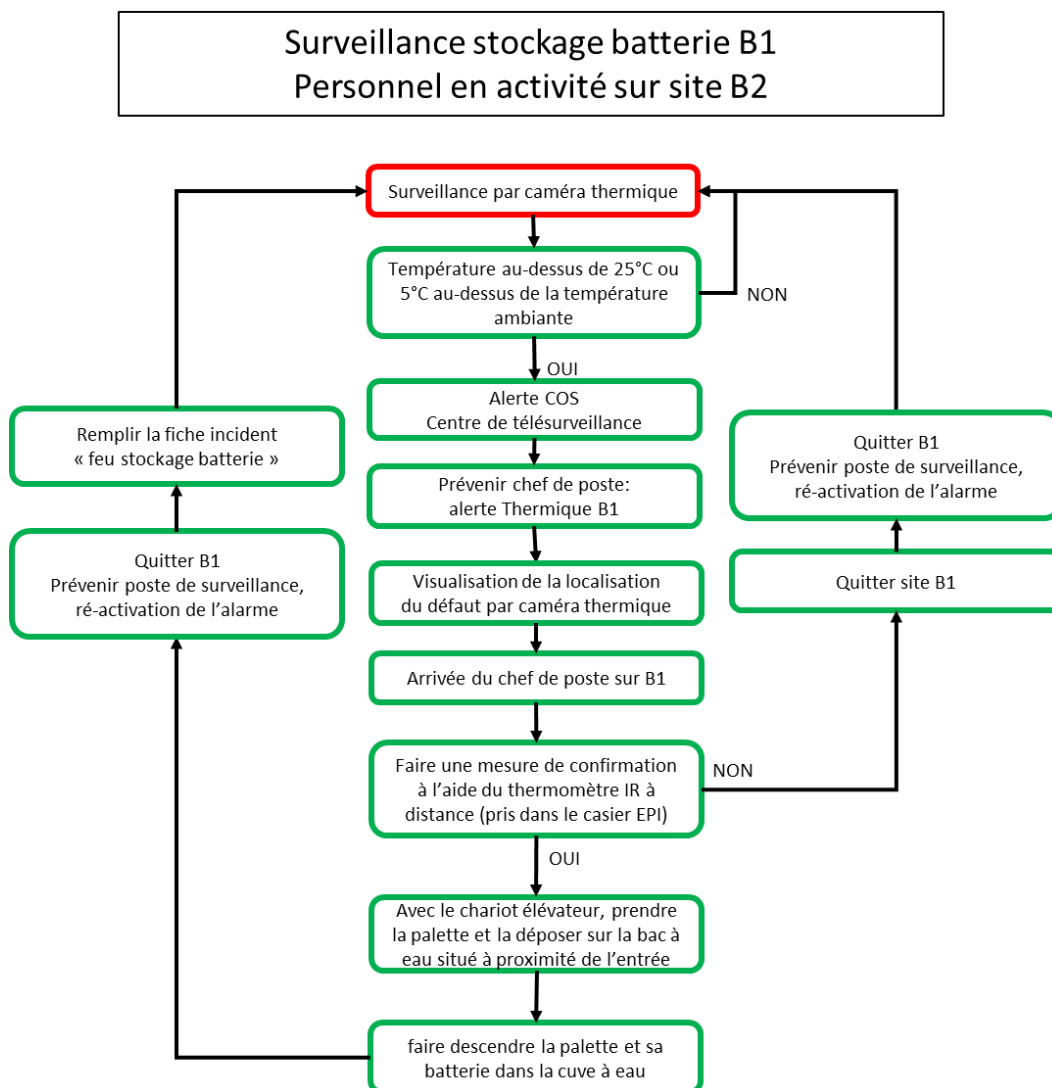 Surveillance stockage batterie B1
Personnel en activité sur site B2
Surveillance par caméra thermique
Température au-dessus de 25°C ou
5°C au-dessus de la température
ambiante
NON
OUI
Alerte COS
Centre de télésurveillance
Prévenir chef de poste:
alerte Thermique B1
Visualisation de la localisation
du défaut par caméra thermique
Arrivée du chef de poste sur B1
Faire une mesure de confirmation
à l'aide du thermomètre IR à
distance (pris dans le casier EPI)
NON
OUI
Avec le chariot élévateur, prendre
la palette et la déposer sur la bac à
eau situé à proximité de l'entrée
faire descendre la palette et sa
batterie dans la cuve à eau
Remplir la fiche incident
« feu stockage batterie »
Quitter B1
Prévenir poste de surveillance,
ré-activation de l'alarme
Quitter B1
Prévenir poste de surveillance,
ré-activation de l'alarme
Quitter site B1